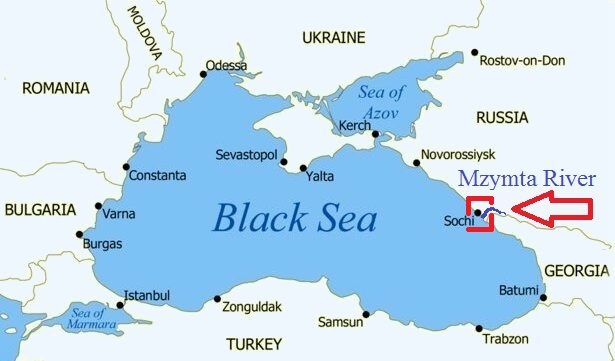 MOLDOVA
UKRAINE
Odessa
Rostov-on-Don
ROMANIA
Sea of
Azov
RUSSIA
Kerch
Sevastopol
Yalta
Novorossiysk
Constanta
Mzymta River
BULGARIA
Varna
Black Sea
Sochi
Burgas
GEORGIA
Istanbul
Batumi
Sea of
Marmara
Zonguldak
Samsun
Trabzon
TURKEY